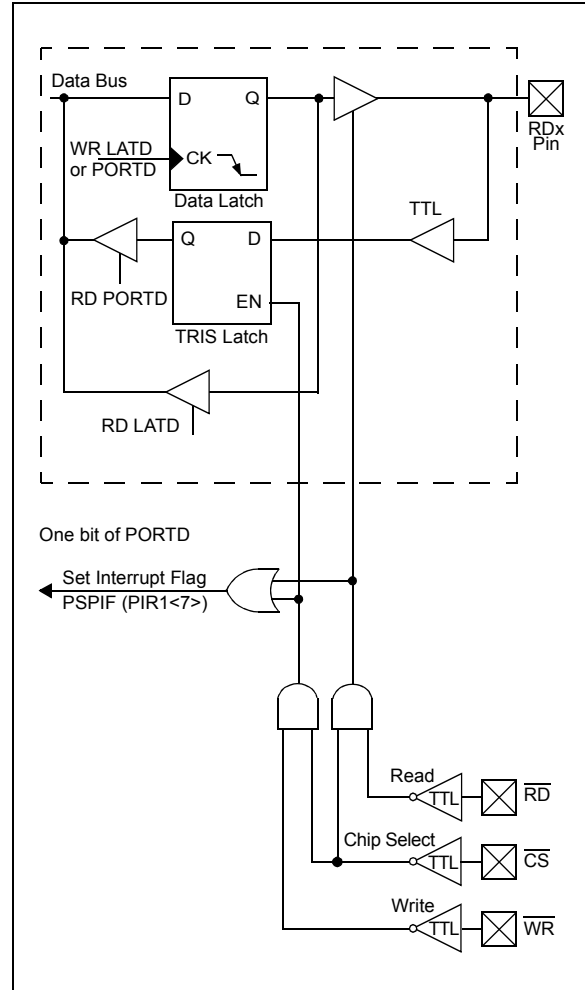 Data Bus
D Q
RDx
Pin
WR LATD
or PORTD
CK
Data Latch
TTL
Q D
RD PORTD
EN
TRIS Latch
RD LATD
One bit of PORTD
Set Interrupt Flag
PSPIF (PIR1<7>)
Read
TTL
RD
Chip Select
TTL
CS
Write
TTL
WR